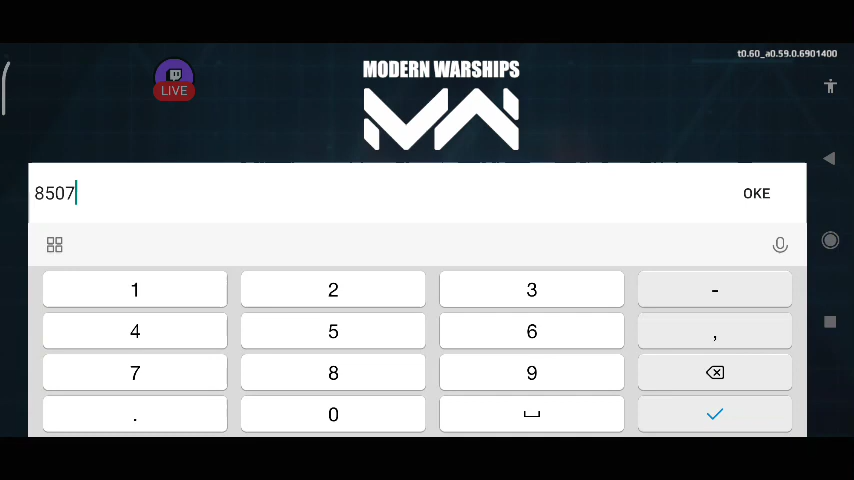 t0.60_a0.59.0.6901400
MODERN WARSHIPS
LIVE
8507
OKE
1 2 3 -
4 5 6 ,
7 8 9
. 0